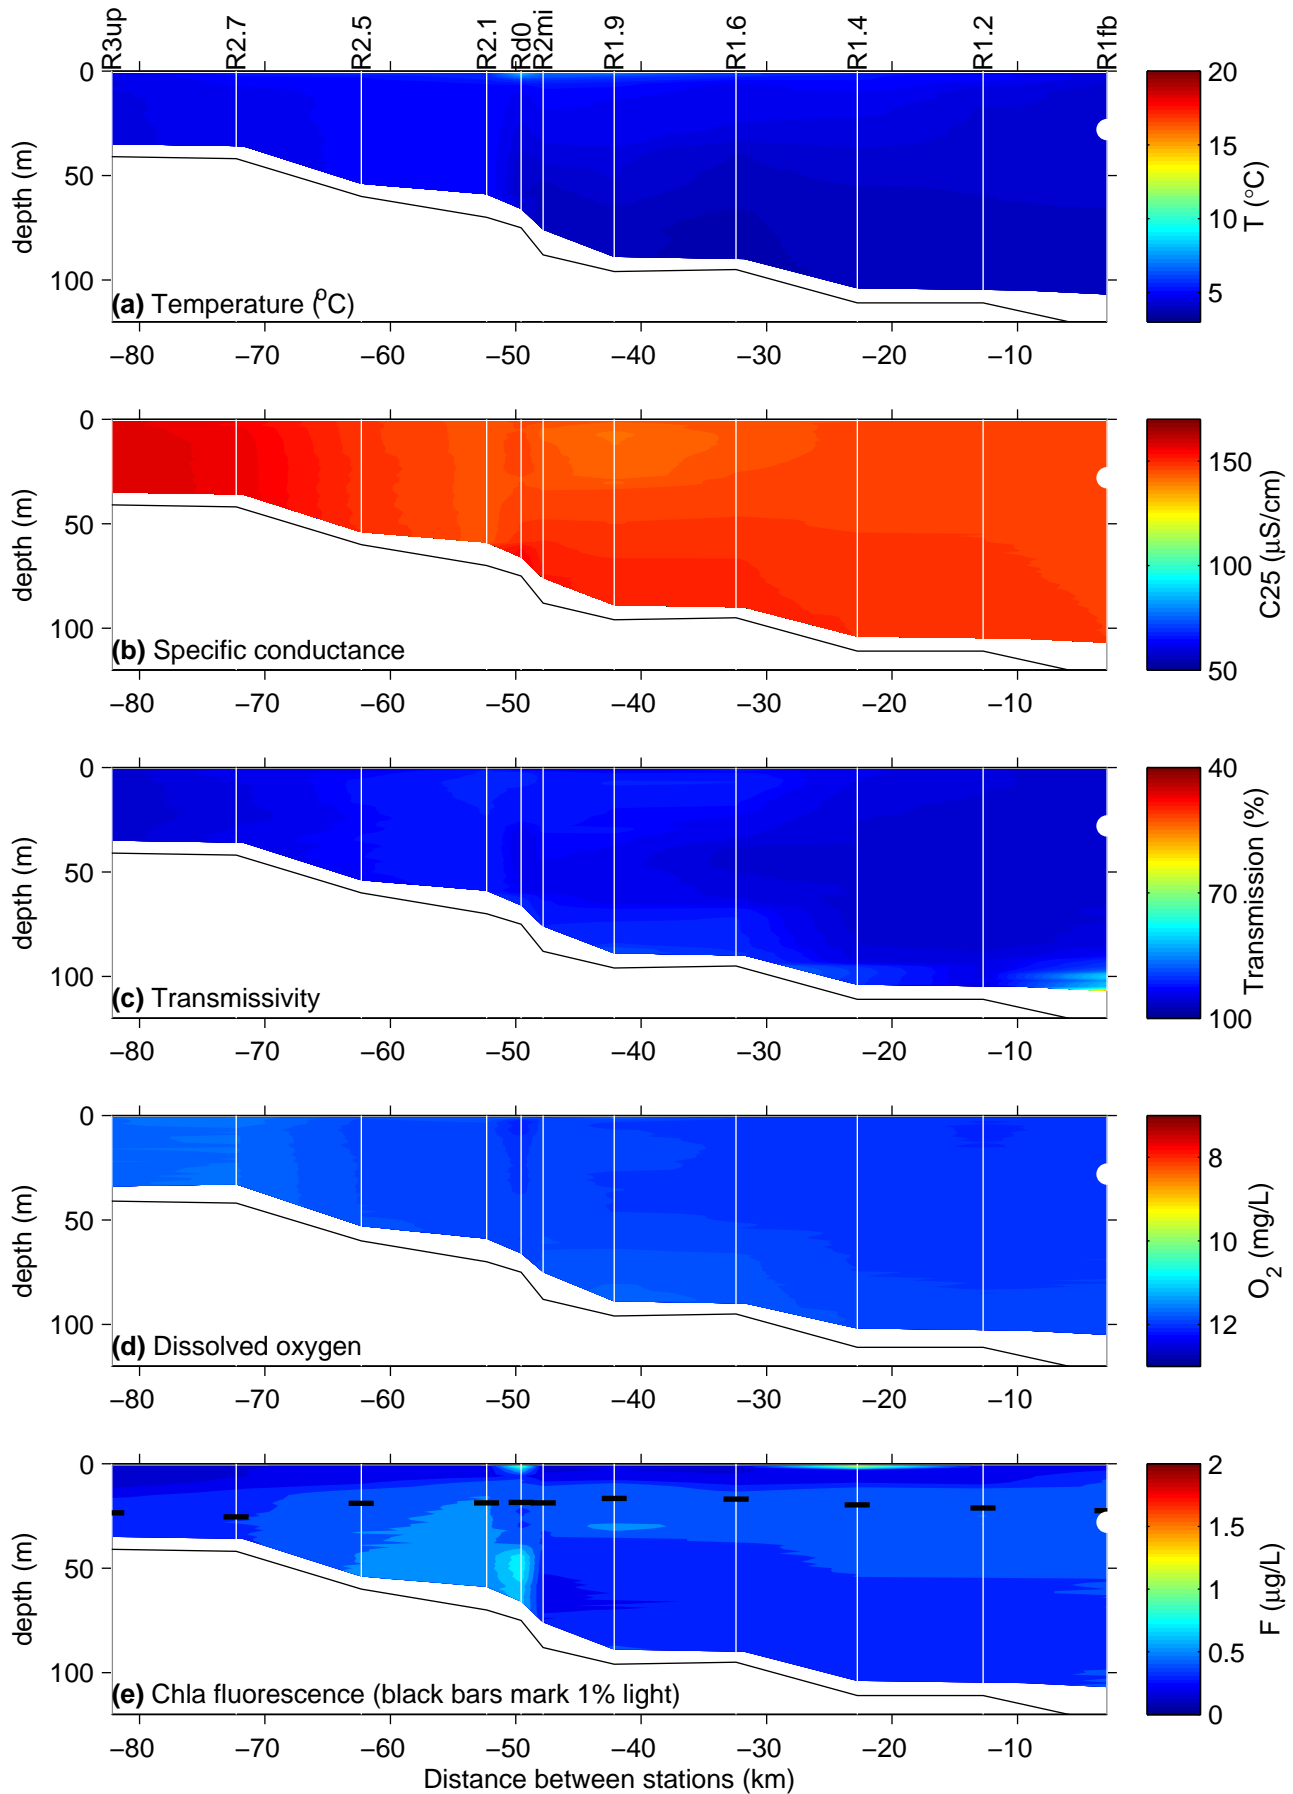 R3up R2.7 R2.5 R2.1 Rd0 R2mi R1.9 R1.6 R1.4 R1.2 R1fb
0
50
100
depth (m)
(a) Temperature (°C)
−80 −70 −60 −50 −40 −30 −20 −10
20
15
10
5
T (°C)
0
50
100
depth (m)
(b) Specific conductance
−80 −70 −60 −50 −40 −30 −20 −10
150
100
50
C25 (μS/cm)
0
50
100
depth (m)
(c) Transmissivity
−80 −70 −60 −50 −40 −30 −20 −10
40
70
100
Transmission (%)
0
50
100
depth (m)
(d) Dissolved oxygen
−80 −70 −60 −50 −40 −30 −20 −10
8
10
12
O2 (mg/L)
0
50
100
depth (m)
(e) Chla fluorescence (black bars mark 1% light)
−80 −70 −60 −50 −40 −30 −20 −10
2
1.5
1
0.5
0
F (μg/L)
Distance between stations (km)